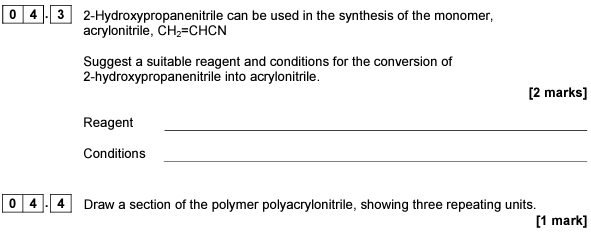 0 4 . 3 2-Hydroxypropanenitrile can be used in the synthesis of the monomer,
acrylonitrile, CH₂=CHCN
Suggest a suitable reagent and conditions for the conversion of
2-hydroxypropanenitrile into acrylonitrile.
[2 marks]
Reagent
Conditions
0 4 . 4 Draw a section of the polymer polyacrylonitrile, showing three repeating units.
[1 mark]